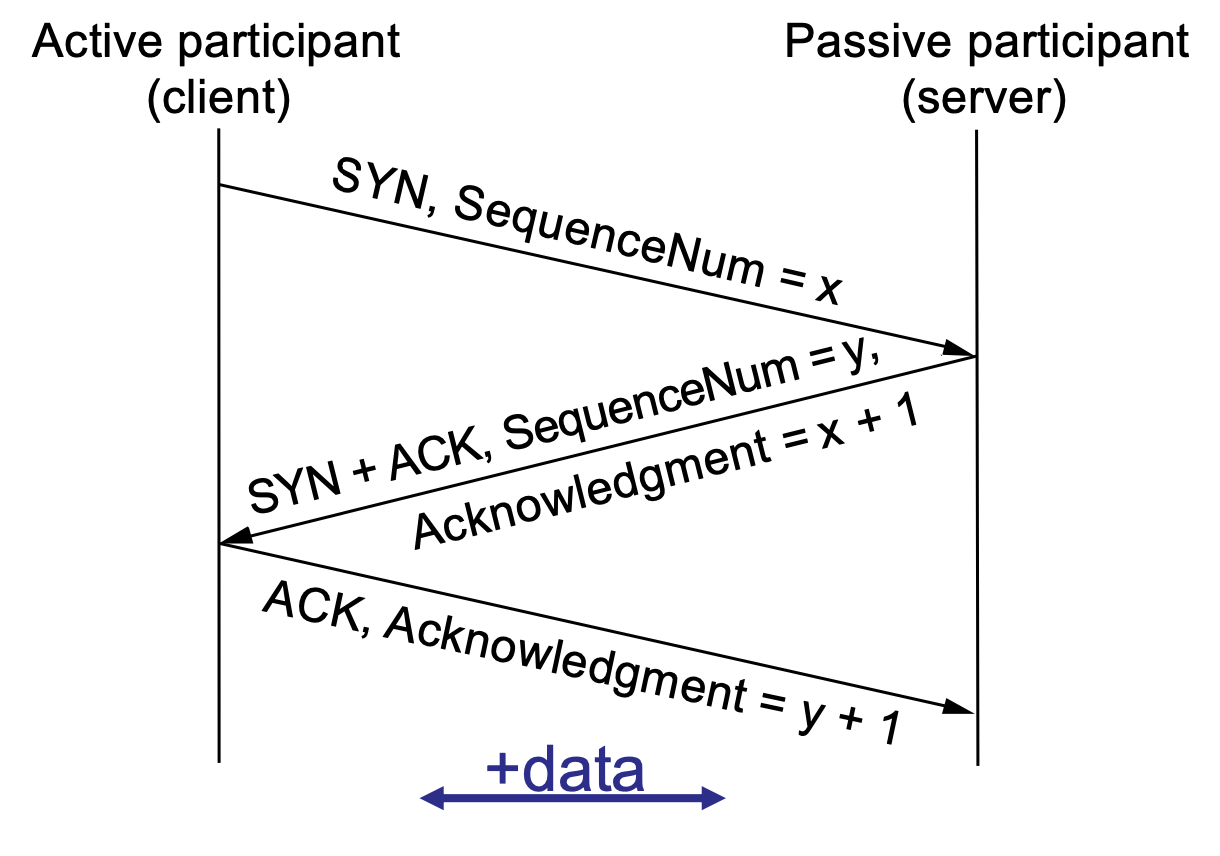 Active participant
(client)
Passive participant
(server)
SYN, SequenceNum = x
SYN + ACK, SequenceNum = y,
Acknowledgment = x + 1
ACK, Acknowledgment = y + 1
+data